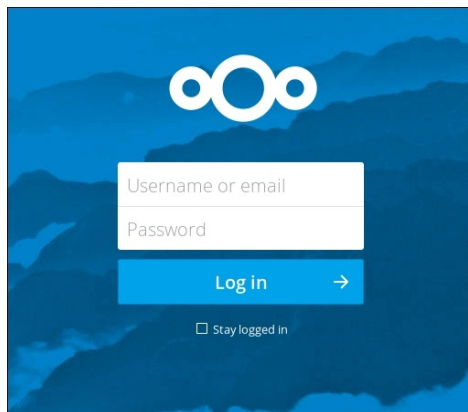 Username or email
Password
Log in
Stay logged in